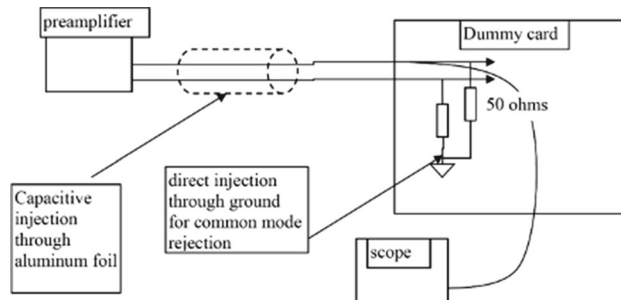 preamplifier
Dummy card
50 ohms
Capacitive
injection
through
aluminum foil
direct injection
through ground
for common mode
rejection
scope